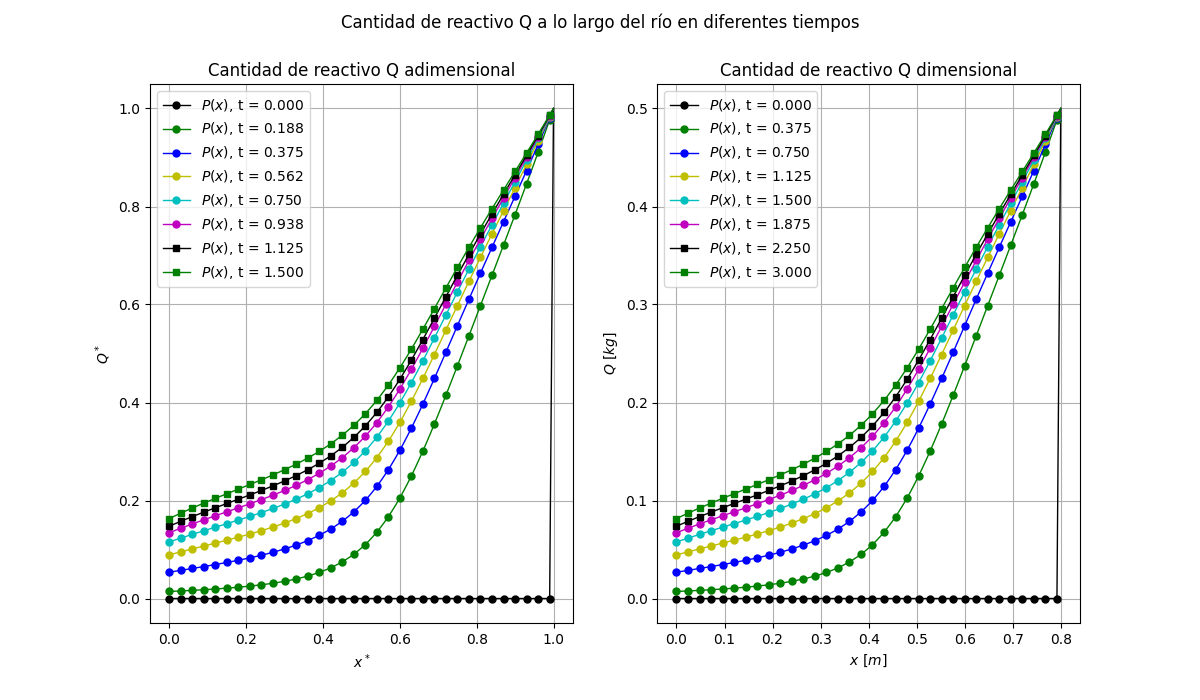 Cantidad de reactivo Q a lo largo del río en diferentes tiempos
Cantidad de reactivo Q adimensional
1.0
0.8
0.6
0.4
0.2
0.0
Q*
P(x), t = 0.000
P(x), t = 0.188
P(x), t = 0.375
P(x), t = 0.562
P(x), t = 0.750
P(x), t = 0.938
P(x), t = 1.125
P(x), t = 1.500
0.0 0.2 0.4 0.6 0.8 1.0
x*
Cantidad de reactivo Q dimensional
0.5
0.4
0.3
0.2
0.1
0.0
Q [kg]
P(x), t = 0.000
P(x), t = 0.375
P(x), t = 0.750
P(x), t = 1.125
P(x), t = 1.500
P(x), t = 1.875
P(x), t = 2.250
P(x), t = 3.000
0.0 0.1 0.2 0.3 0.4 0.5 0.6 0.7 0.8
x [m]